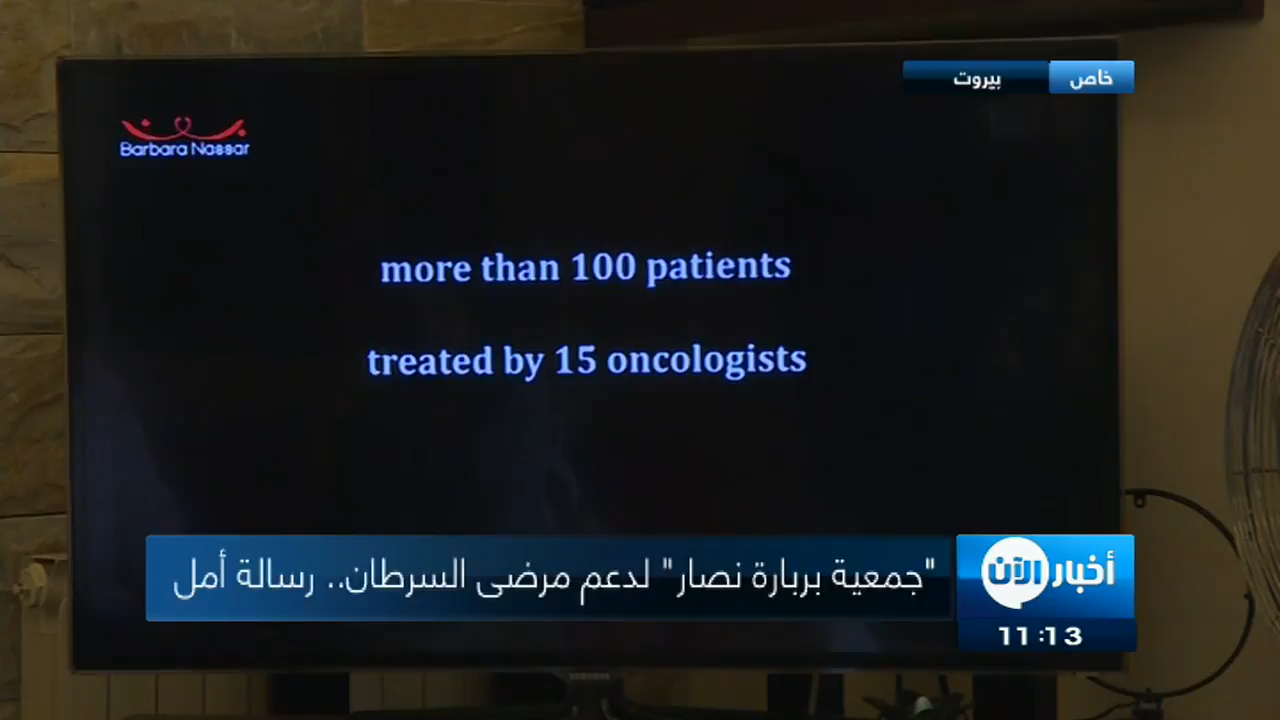 خاص
بيروت
Barbara Nassar
more than 100 patients
treated by 15 oncologists
"جمعية بربارة نصار" لدعم مرضى السرطان.. رسالة أمل
أخبار الآن
11:13